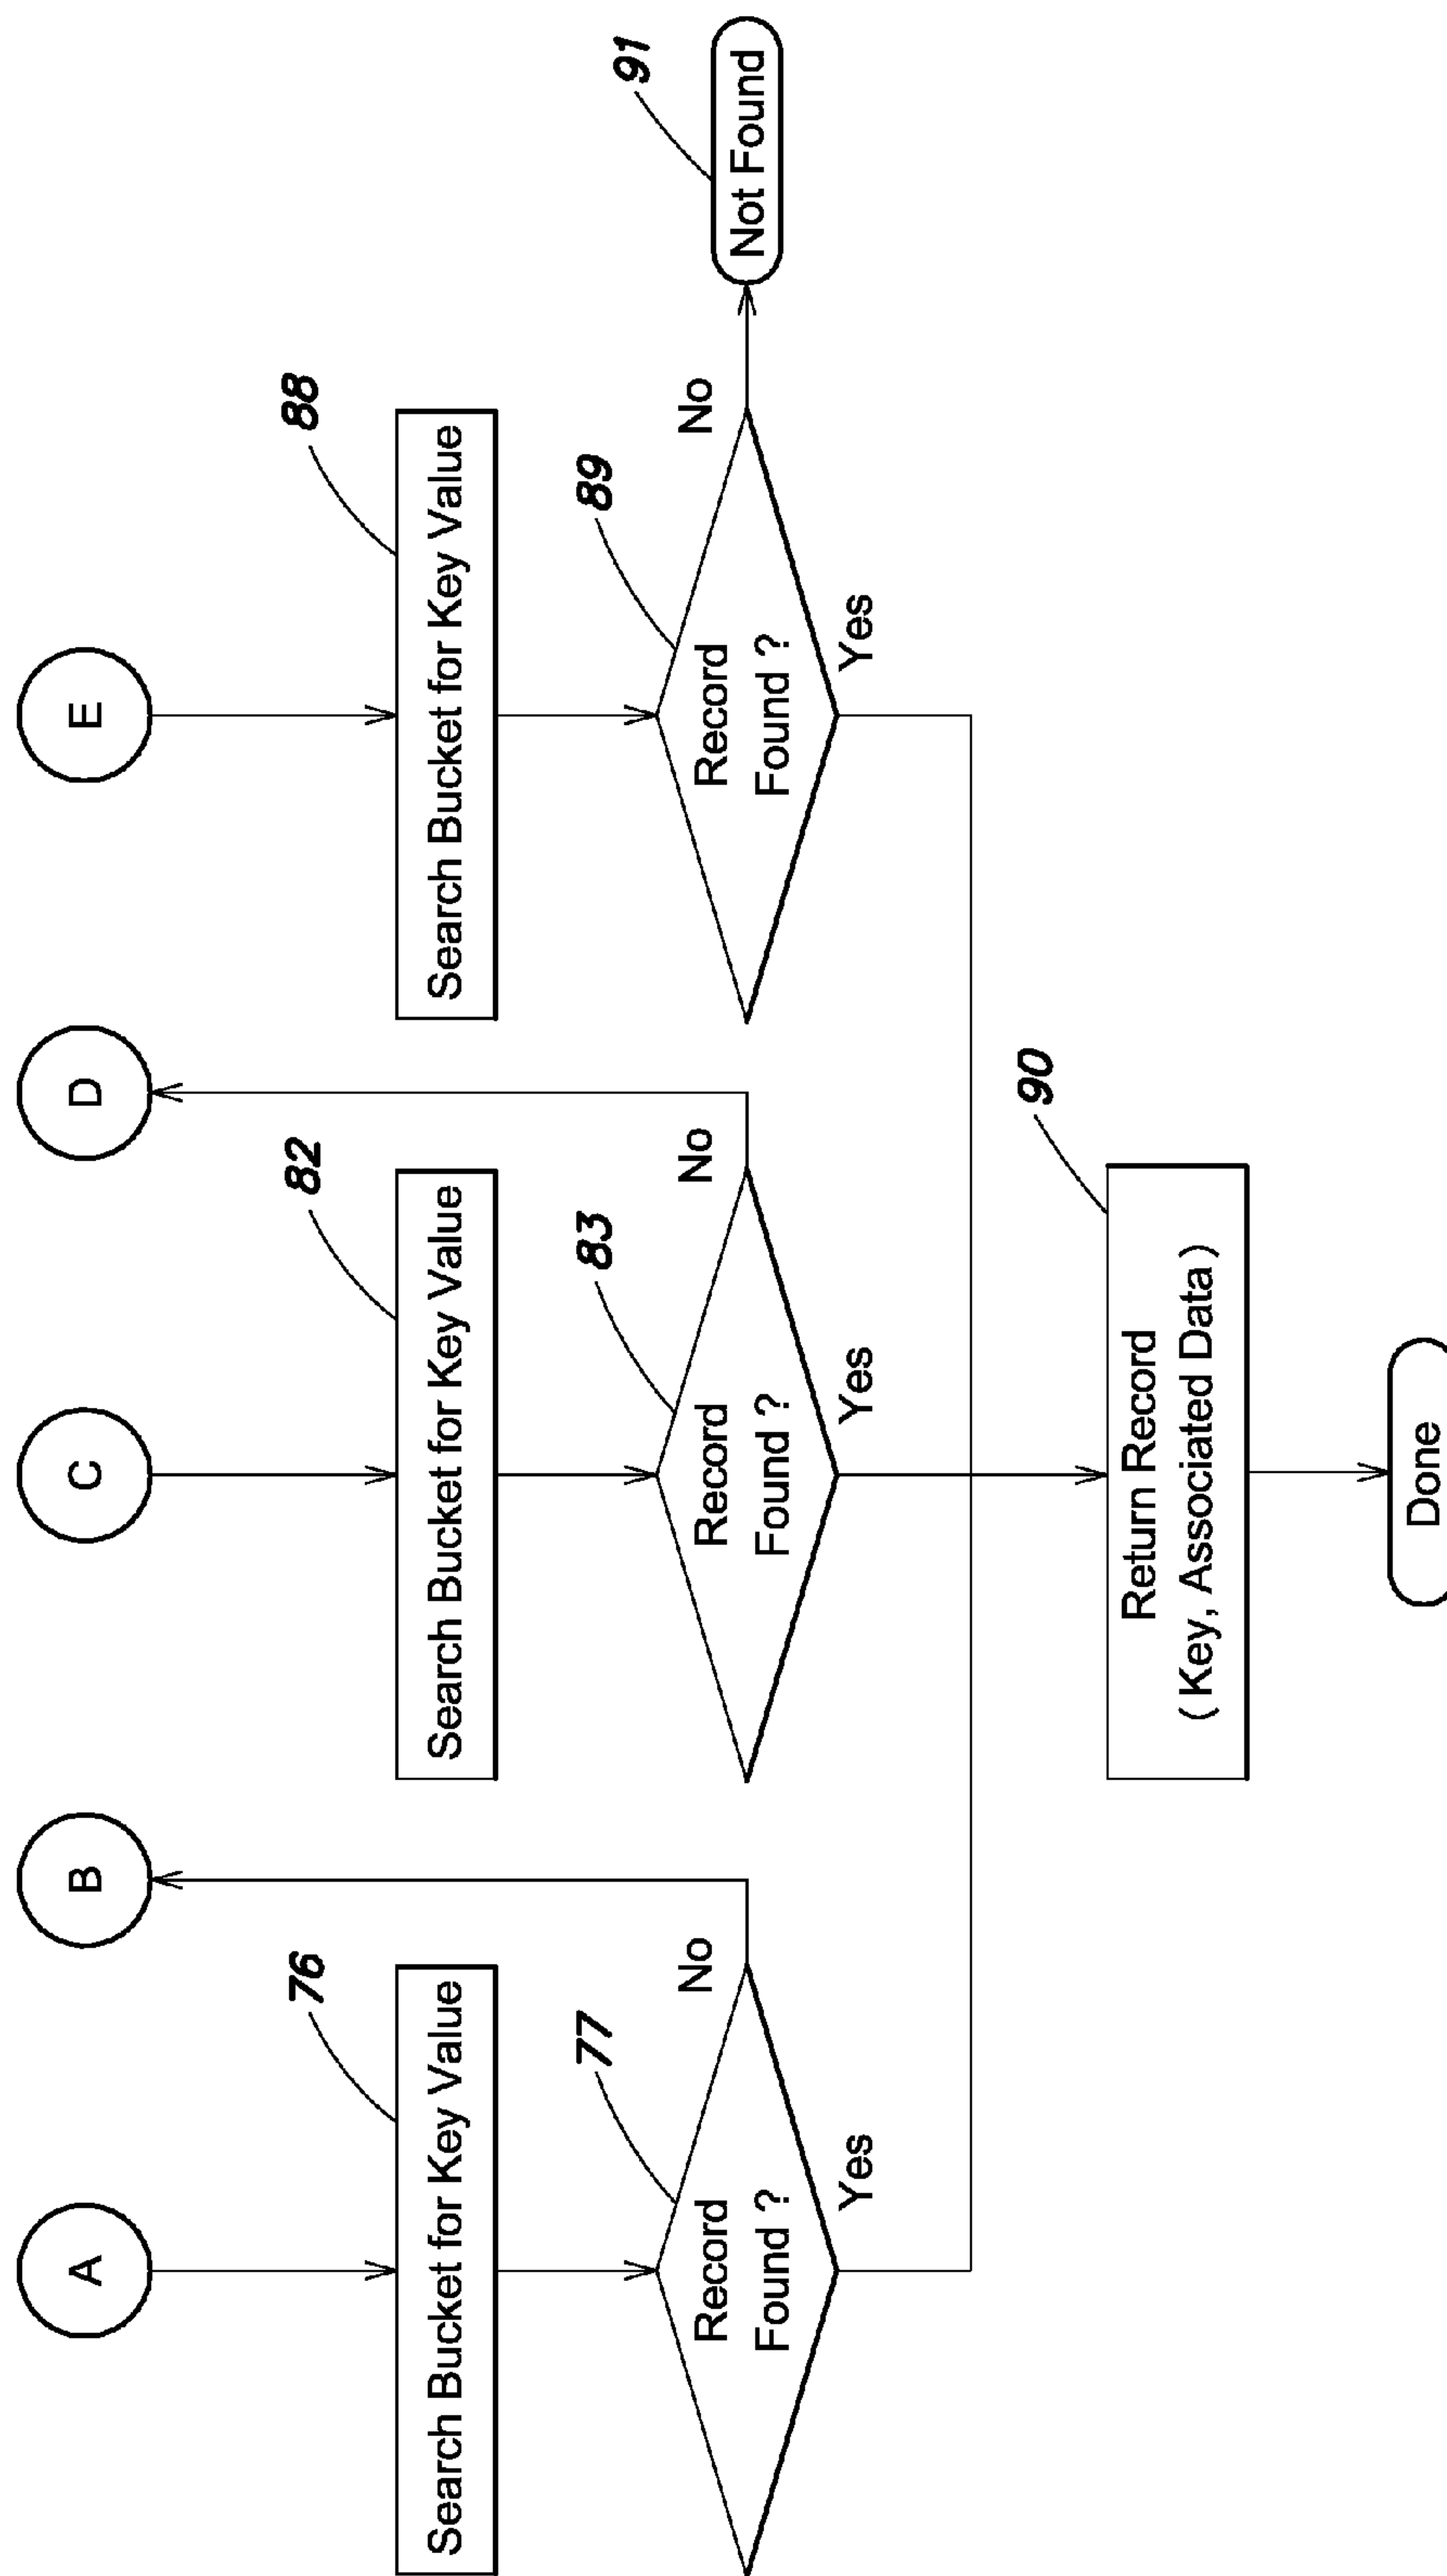 A
B
C
D
E
76
82
88
Search Bucket for Key Value
Search Bucket for Key Value
Search Bucket for Key Value
77
83
89
91
Record
Found ?
No
Yes
Record
Found ?
No
Yes
Record
Found ?
No
Yes
Not Found
90
Return Record
( Key, Associated Data )
Done